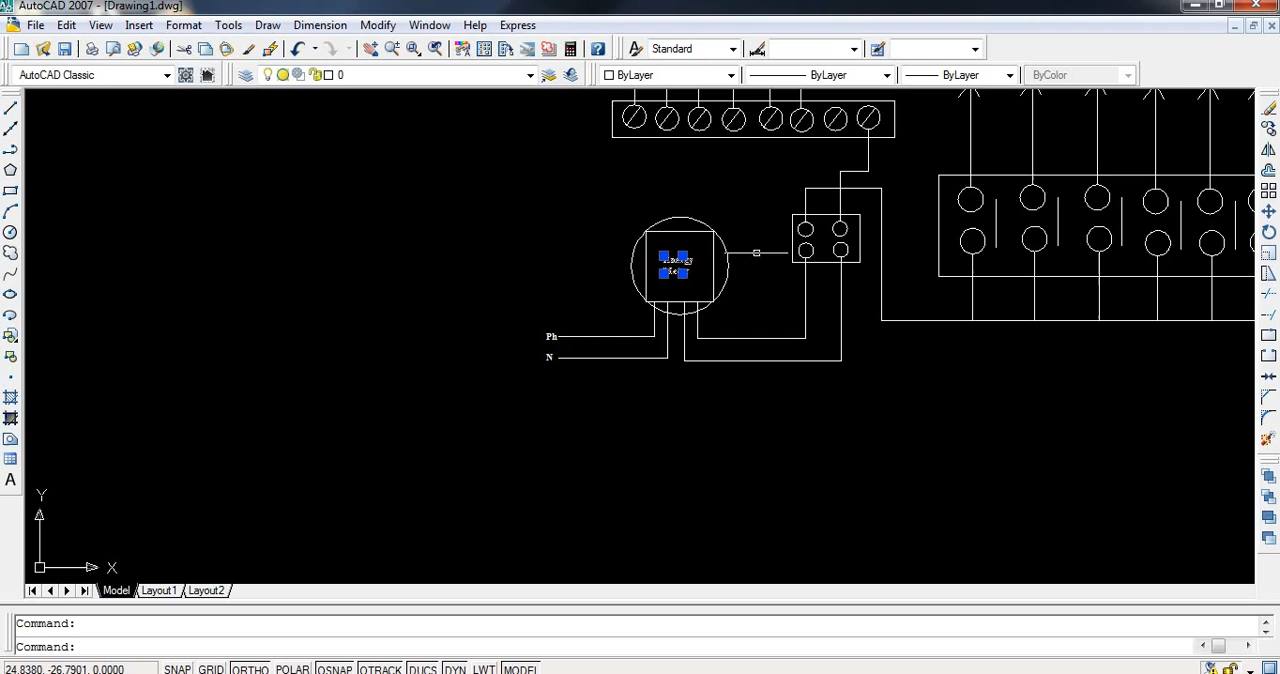 AutoCAD 2007 - [Drawing1.dwg]
File Edit View Insert Format Tools Draw Dimension Modify Window Help Express
Standard
AutoCAD Classic 0 ByLayer ByLayer ByLayer ByColor
Energy
Ph
N
Y
X
A
Model Layout1 Layout2
Command:
Command:
24.8380, -26.7901, 0.0000 SNAP GRID ORTHO POLAR OSNAP OTRACK DUCS DYN LWT MODEL